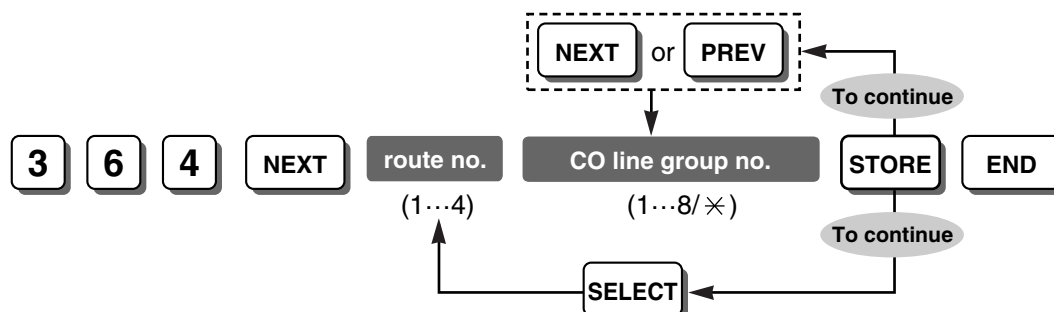 NEXT or PREV
To continue
3 6 4 NEXT route no. CO line group no. STORE END
(1···4) (1···8/✳)
To continue
SELECT